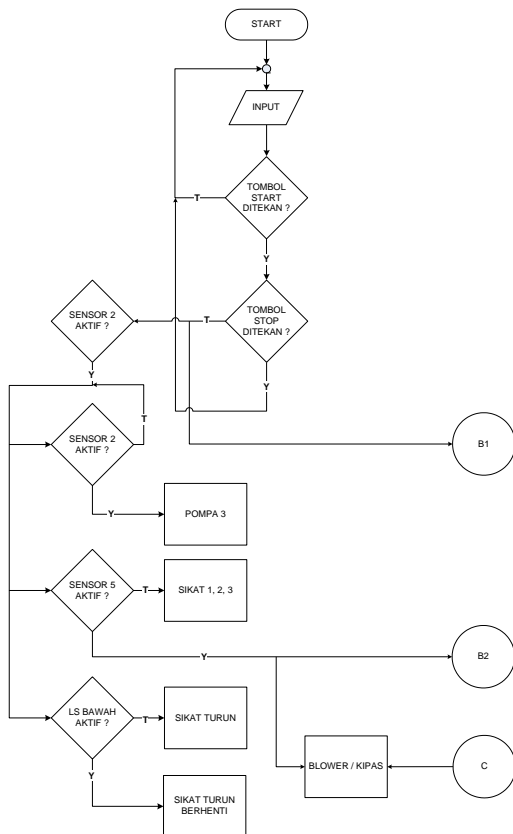 START
INPUT
TOMBOL
START
DITEKAN ?
T
Y
SENSOR 2
AKTIF ?
T
TOMBOL
STOP
DITEKAN ?
Y
Y
T
SENSOR 2
AKTIF ?
B1
Y
POMPA 3
SENSOR 5
AKTIF ?
T
SIKAT 1, 2, 3
Y
B2
LS BAWAH
AKTIF ?
T
SIKAT TURUN
BLOWER / KIPAS
C
Y
SIKAT TURUN
BERHENTI